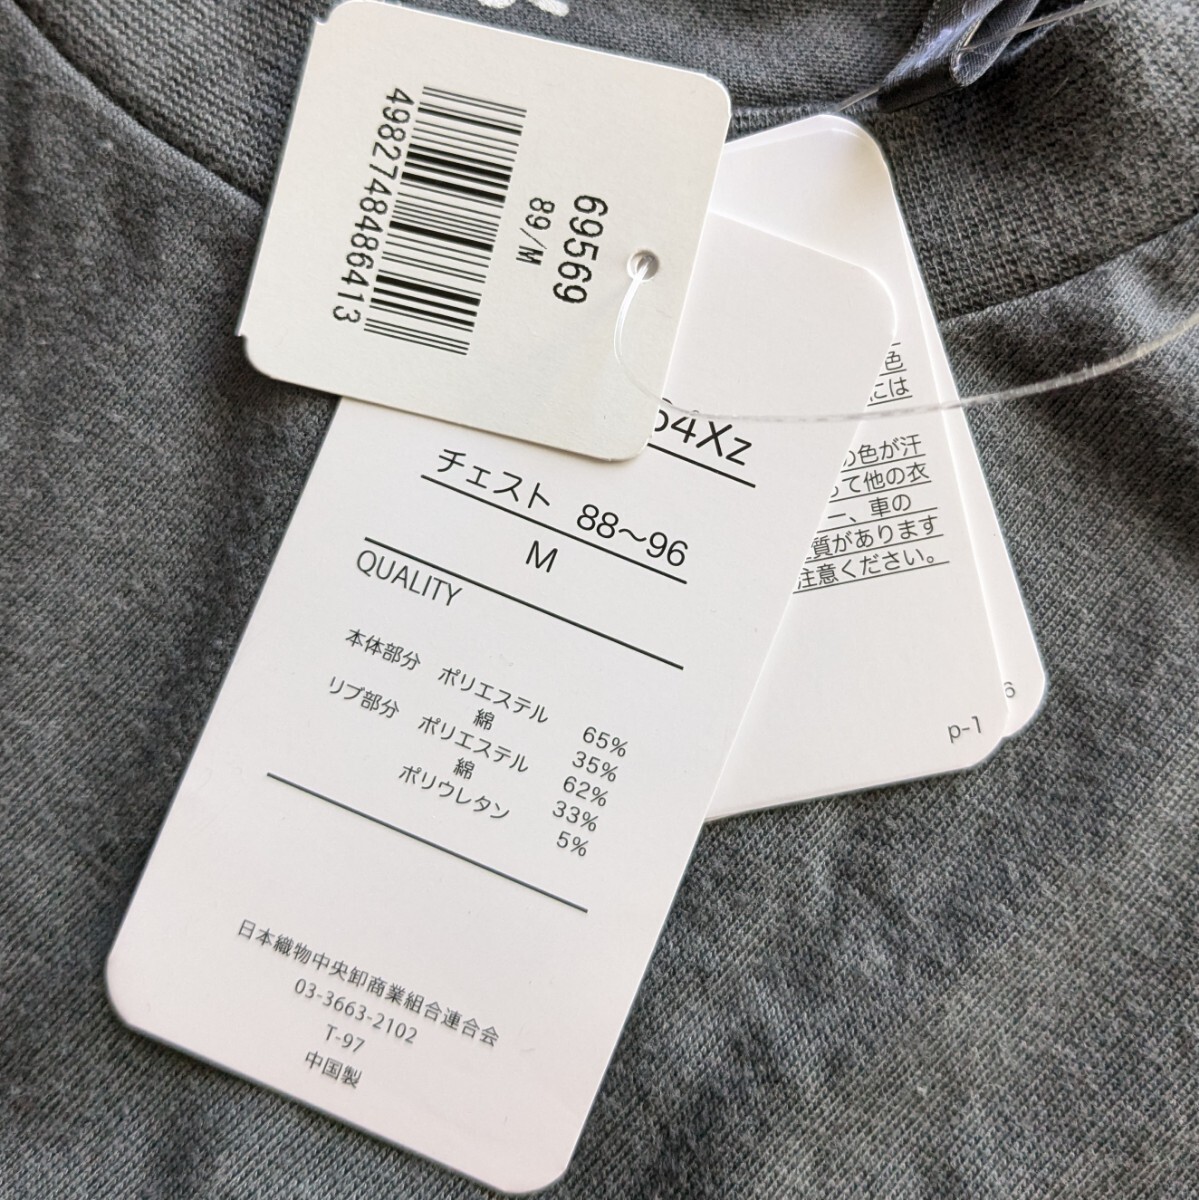 4982748486413
69569
89/M
64Xz
チェスト 88～96
M
QUALITY
本体部分 ポリエステル 65%
綿 35%
リブ部分 ポリエステル 62%
綿 33%
ポリウレタン 5%
日本織物中央卸商業組合連合会
03-3663-2102
T-97
中国製
色
には
の色が汗
て他の衣
ー、車の
質があります
注意ください。
p-1
6